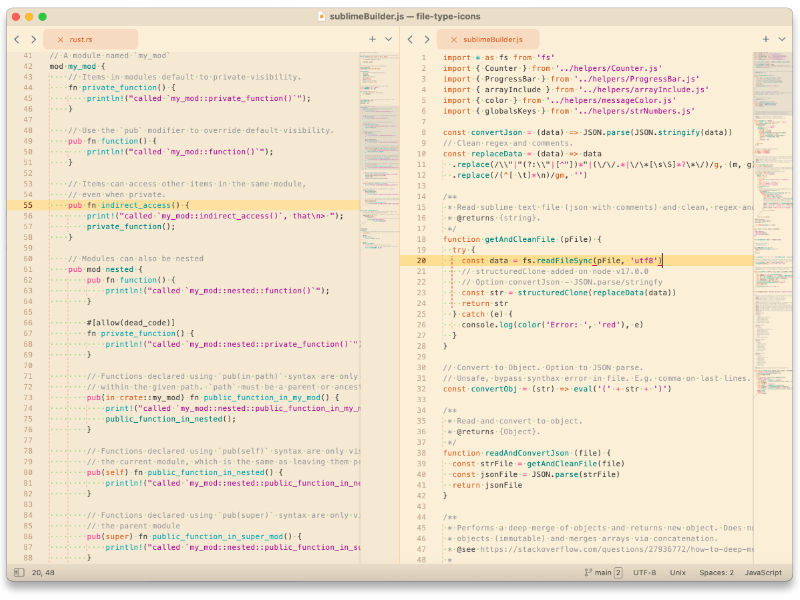 sublimeBuilder.js — file-type-icons
rust.rs
41 // A module named `my_mod`
42 mod my_mod {
43 // Items in modules default to private visibility.
44 fn private_function() {
45 println!("called `my_mod::private_function()`");
46 }
47
48 // Use the `pub` modifier to override default visibility.
49 pub fn function() {
50 println!("called `my_mod::function()`");
51 }
52
53 // Items can access other items in the same module,
54 // even when private.
55 pub fn indirect_access() {
56 print!("called `my_mod::indirect_access()`, that\n> ");
57 private_function();
58 }
59
60 // Modules can also be nested
61 pub mod nested {
62 pub fn function() {
63 println!("called `my_mod::nested::function()`");
64 }
65
66 #[allow(dead_code)]
67 fn private_function() {
68 println!("called `my_mod::nested::private_function()`"
69 }
70
71 // Functions declared using `pub(in path)` syntax are only
72 // within the given path. `path` must be a parent or ancest
73 pub(in crate::my_mod) fn public_function_in_my_mod() {
74 print!("called `my_mod::nested::public_function_in_my_m
75 public_function_in_nested();
76 }
77
78 // Functions declared using `pub(self)` syntax are only vis
79 // the current module, which is the same as leaving them p
80 pub(self) fn public_function_in_nested() {
81 println!("called `my_mod::nested::public_function_in_ne
82 }
83
84 // Functions declared using `pub(super)` syntax are only v
85 // the parent module
86 pub(super) fn public_function_in_super_mod() {
87 println!("called `my_mod::nested::public_function_in_su
88 }
sublimeBuilder.js
1 import * as fs from 'fs'
2 import { Counter } from '../helpers/Counter.js'
3 import { ProgressBar } from '../helpers/ProgressBar.js'
4 import { arrayInclude } from '../helpers/arrayInclude.js'
5 import { color } from '../helpers/messageColor.js'
6 import { globalsKeys } from '../helpers/strNumbers.js'
7
8 const convertJson = (data) => JSON.parse(JSON.stringify(data))
9 // Clean regex and comments.
10 const replaceData = (data) => data
11 .replace(/\\"|"(?:\\"|[^"])*"|(\/\/.*|\/\*[\s\S]*?\*\/)/g, (m, g)
12 .replace(/(^[ \t]*\n)/gn, '')
13
14 /**
15 * Read sublime text file (json with comments) and clean, regex an
16 * @returns {string}.
17 */
18 function getAndCleanFile (pFile) {
19 try {
20 const data = fs.readFileSync(pFile, 'utf8')
21 // structuredClone added on node v17.0.0
22 // Option convertJson - JSON.parse/stringfy
23 const str = structuredClone(replaceData(data))
24 return str
25 } catch (e) {
26 console.log(color('Error: ', 'red'), e)
27 }
28 }
29
30 // Convert to Object. Option to JSON.parse.
31 // Unsafe, bypass syntax error in file. E.g. comma on last lines.
32 const convertObj = (str) => eval('(' + str + ')')
33
34 /**
35 * Read and convert to object.
36 * @returns {Object}.
37 */
38 function readAndConvertJson (file) {
39 const strFile = getAndCleanFile(file)
40 const jsonFile = JSON.parse(strFile)
41 return jsonFile
42 }
43
44 /**
45 * Performs a deep merge of objects and returns new object. Does n
46 * objects (immutable) and merges arrays via concatenation.
47 * @see https://stackoverflow.com/questions/27936772/how-to-deep-m
48 *
20, 48
main 2 UTF-8 Unix Spaces: 2 JavaScript